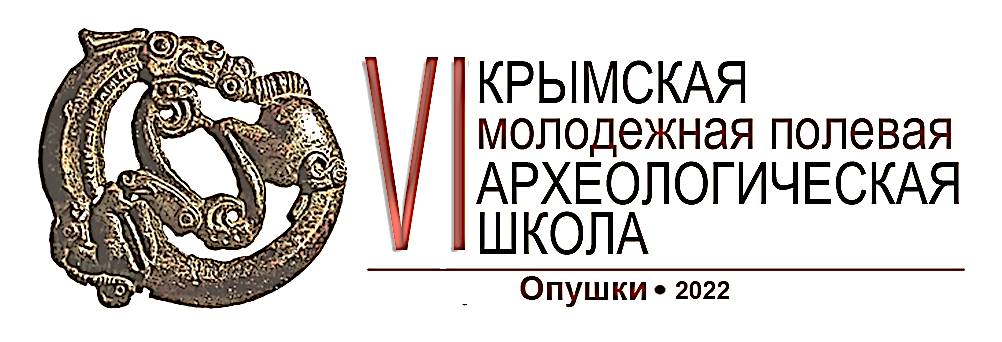 VI КРЫМСКАЯ
молодежная полевая
АРХЕОЛОГИЧЕСКАЯ
ШКОЛА
Опушки • 2022